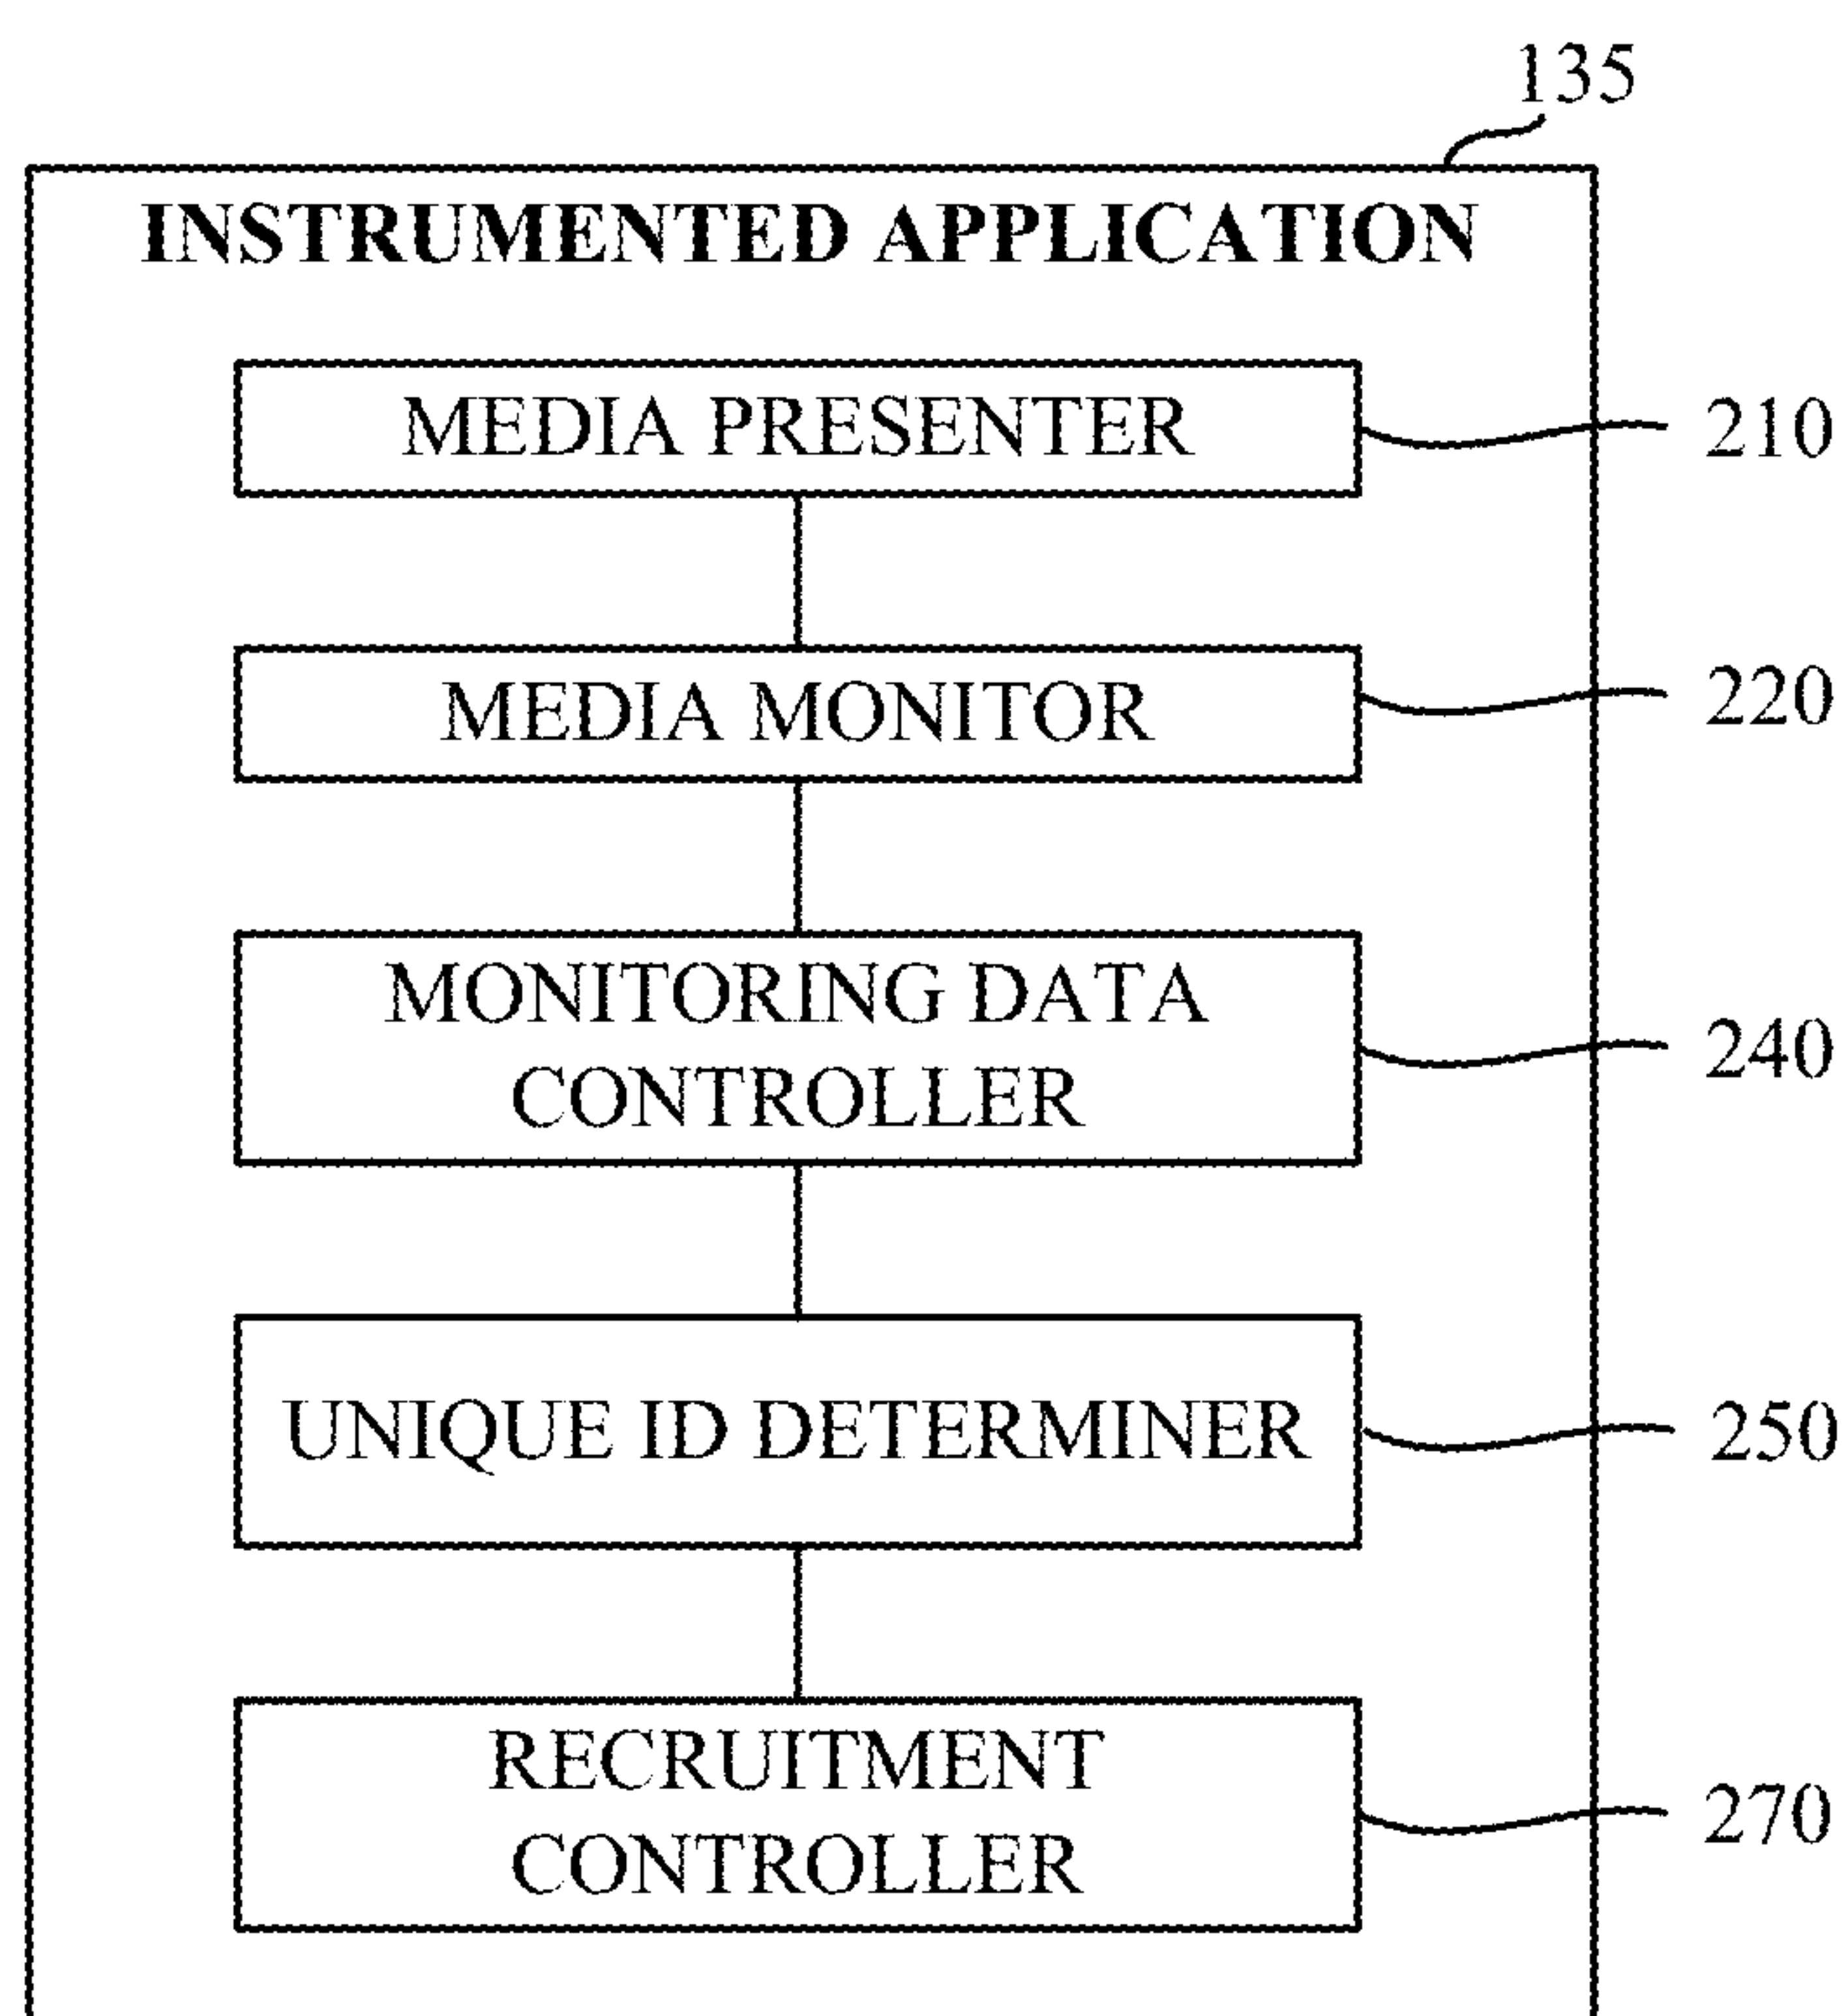 135
INSTRUMENTED APPLICATION
MEDIA PRESENTER
210
MEDIA MONITOR
220
MONITORING DATA
CONTROLLER
240
UNIQUE ID DETERMINER
250
RECRUITMENT
CONTROLLER
270